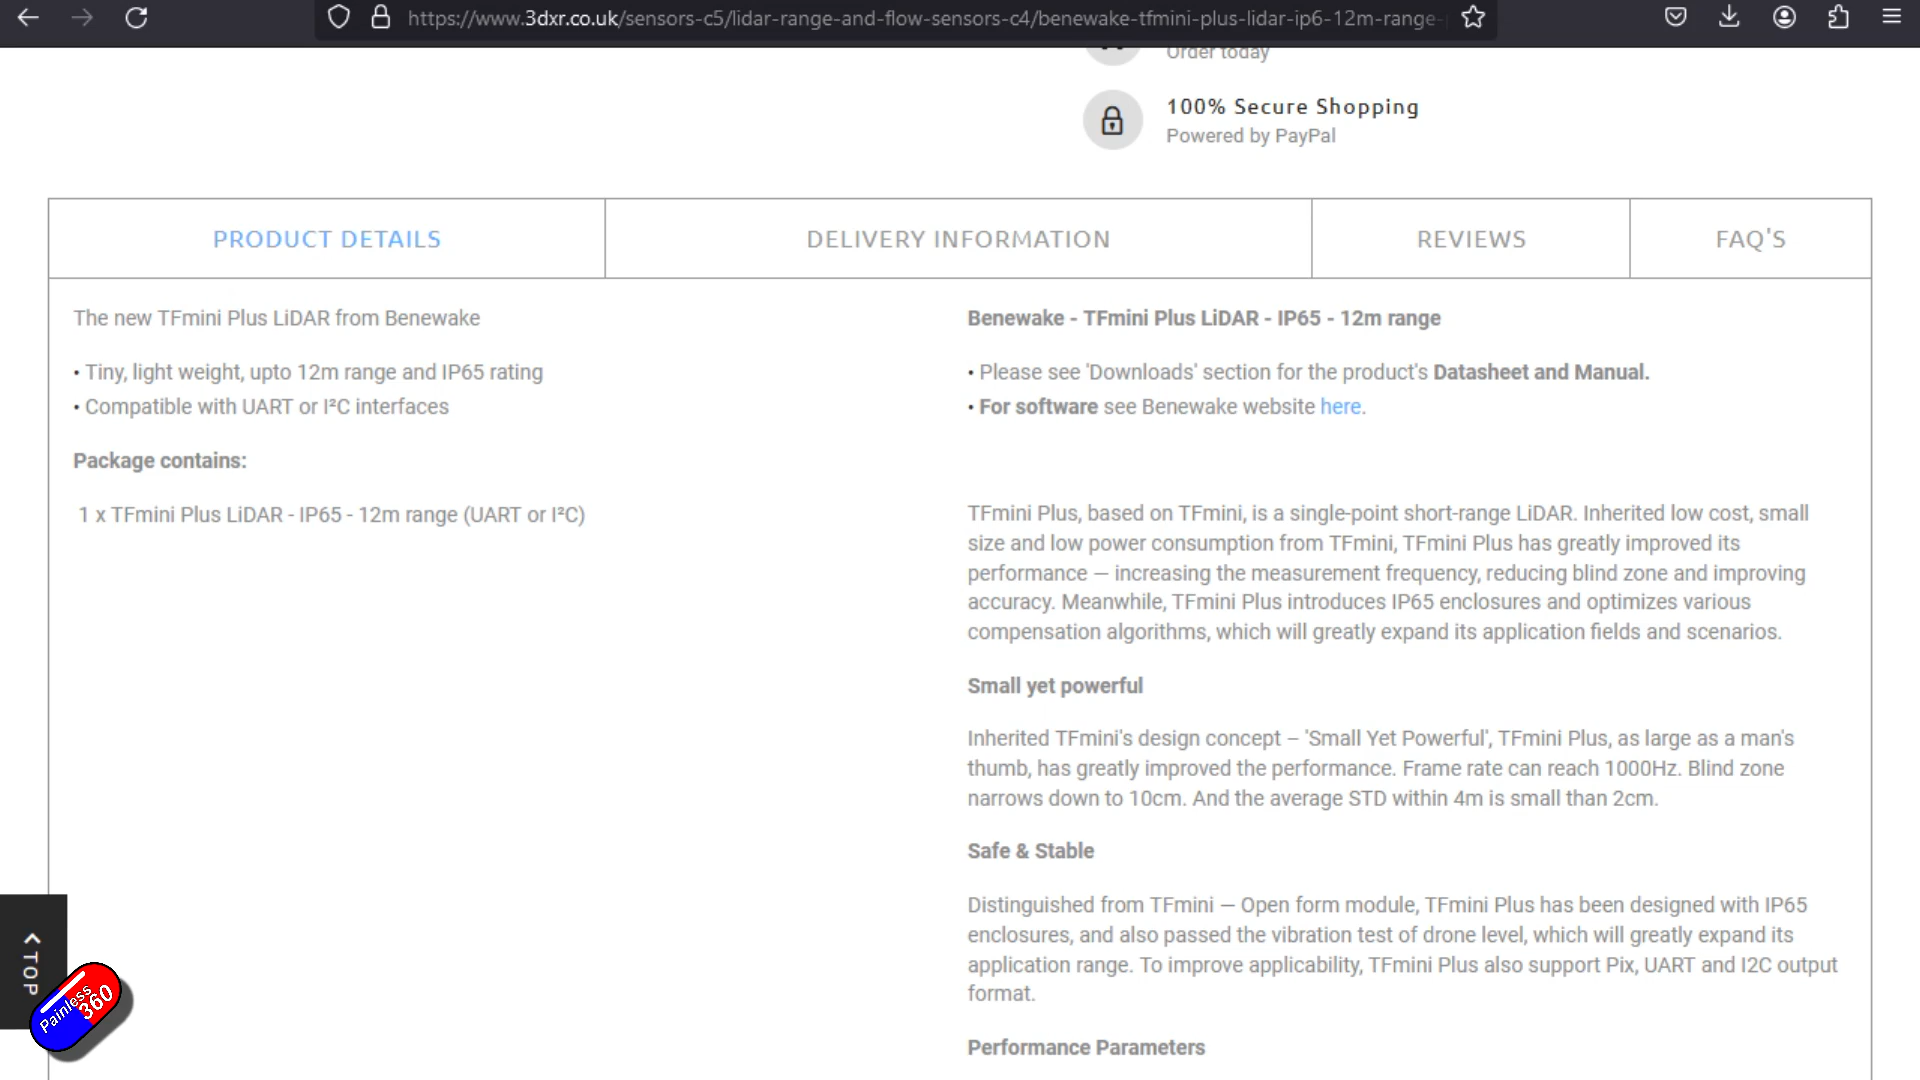 https://www.3dxr.co.uk/sensors-c5/lidar-range-and-flow-sensors-c4/benewake-tfmini-plus-lidar-ip6-12m-range-
Order today
100% Secure Shopping
Powered by PayPal
PRODUCT DETAILS
DELIVERY INFORMATION
REVIEWS
FAQ'S
The new TFmini Plus LiDAR from Benewake
• Tiny, light weight, upto 12m range and IP65 rating
• Compatible with UART or I²C interfaces
Package contains:
1 x TFmini Plus LiDAR - IP65 - 12m range (UART or I²C)
Benewake - TFmini Plus LiDAR - IP65 - 12m range
• Please see 'Downloads' section for the product's Datasheet and Manual.
• For software see Benewake website here.
TFmini Plus, based on TFmini, is a single-point short-range LiDAR. Inherited low cost, small
size and low power consumption from TFmini, TFmini Plus has greatly improved its
performance — increasing the measurement frequency, reducing blind zone and improving
accuracy. Meanwhile, TFmini Plus introduces IP65 enclosures and optimizes various
compensation algorithms, which will greatly expand its application fields and scenarios.
Small yet powerful
Inherited TFmini's design concept – 'Small Yet Powerful', TFmini Plus, as large as a man's
thumb, has greatly improved the performance. Frame rate can reach 1000Hz. Blind zone
narrows down to 10cm. And the average STD within 4m is small than 2cm.
Safe & Stable
Distinguished from TFmini — Open form module, TFmini Plus has been designed with IP65
enclosures, and also passed the vibration test of drone level, which will greatly expand its
application range. To improve applicability, TFmini Plus also support Pix, UART and I2C output
format.
Performance Parameters
TOP
Painless
360